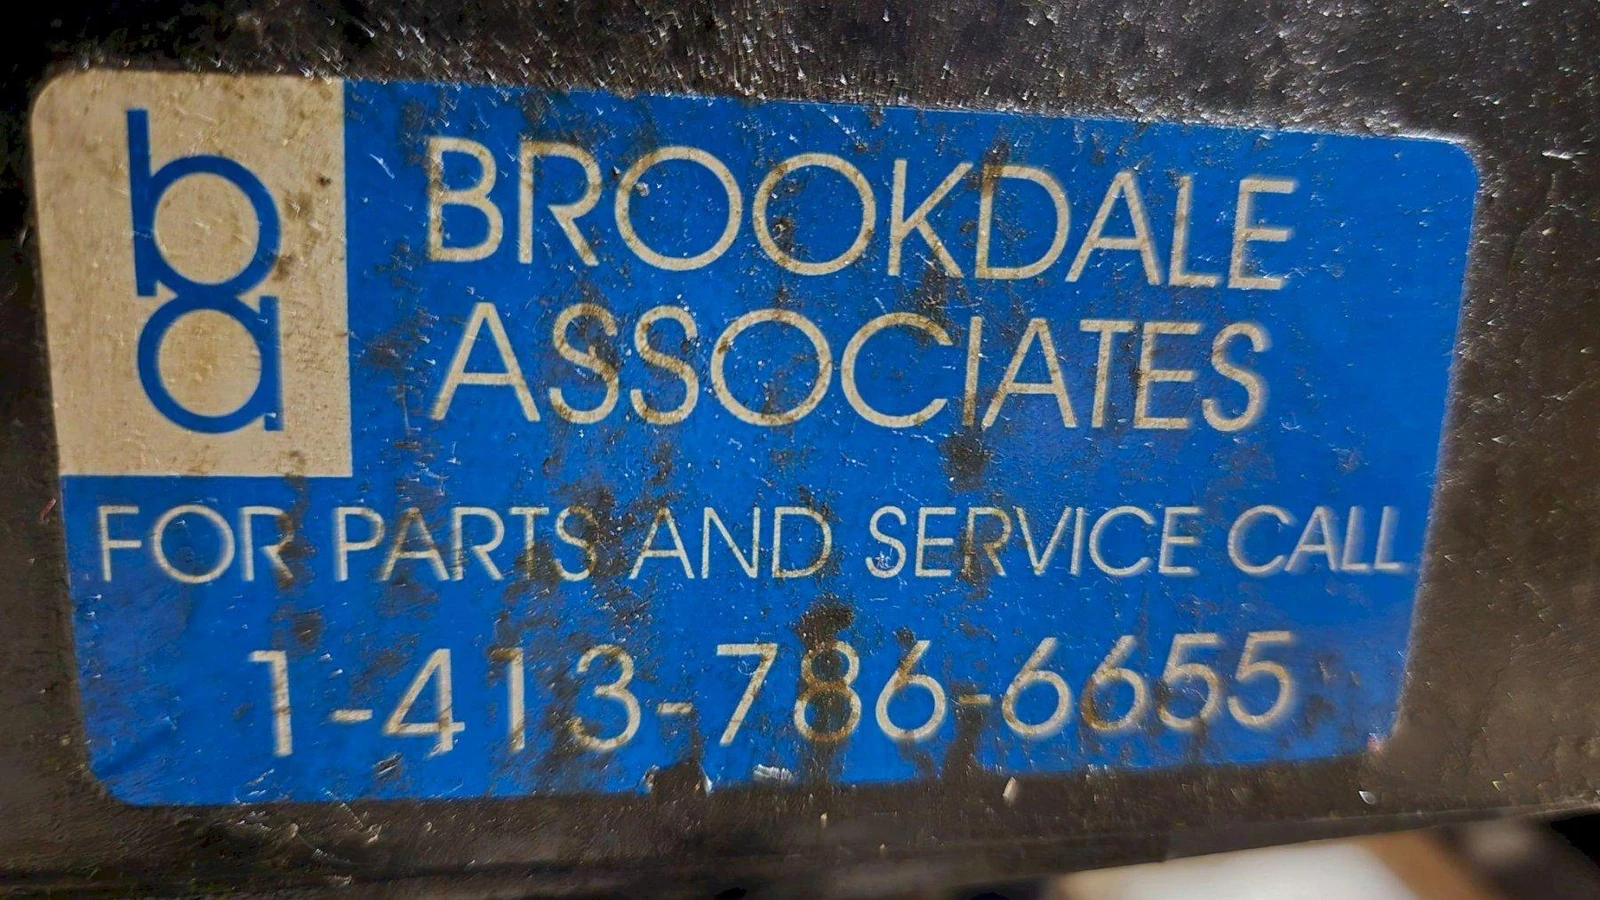 ba
BROOKDALE
ASSOCIATES
FOR PARTS AND SERVICE CALL
1-413-786-6655